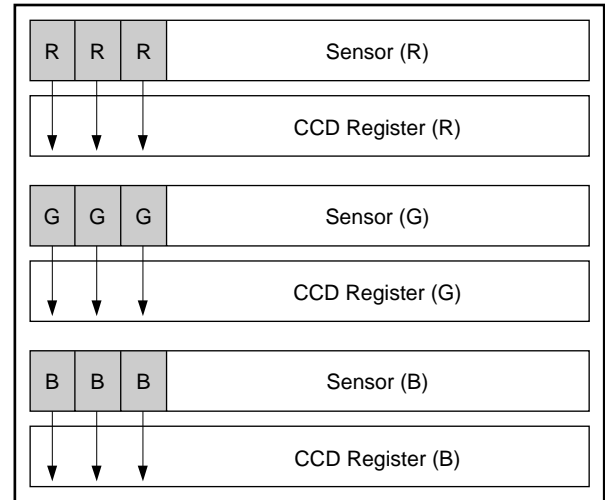 R R R Sensor (R)
CCD Register (R)
G G G Sensor (G)
CCD Register (G)
B B B Sensor (B)
CCD Register (B)